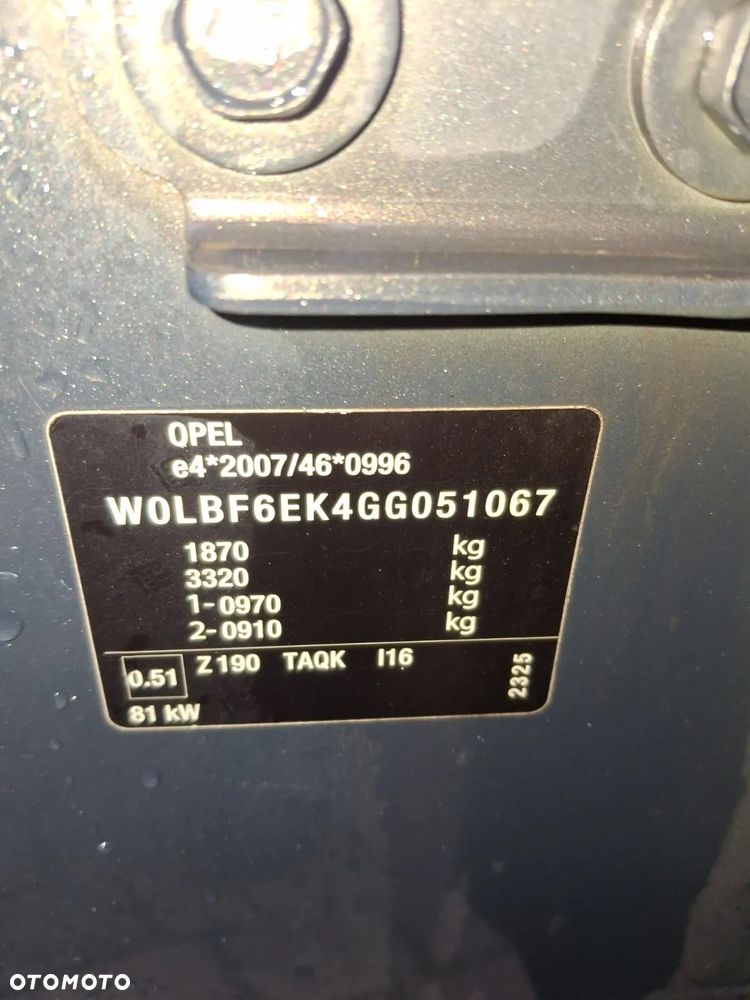 OPEL
e4*2007/46*0996
W0LBF6EK4GG051067
1870 kg
3320 kg
1-0970 kg
2-0910 kg
0.51 Z190 TAQK I16
2325
81 kW
OTOMOTO